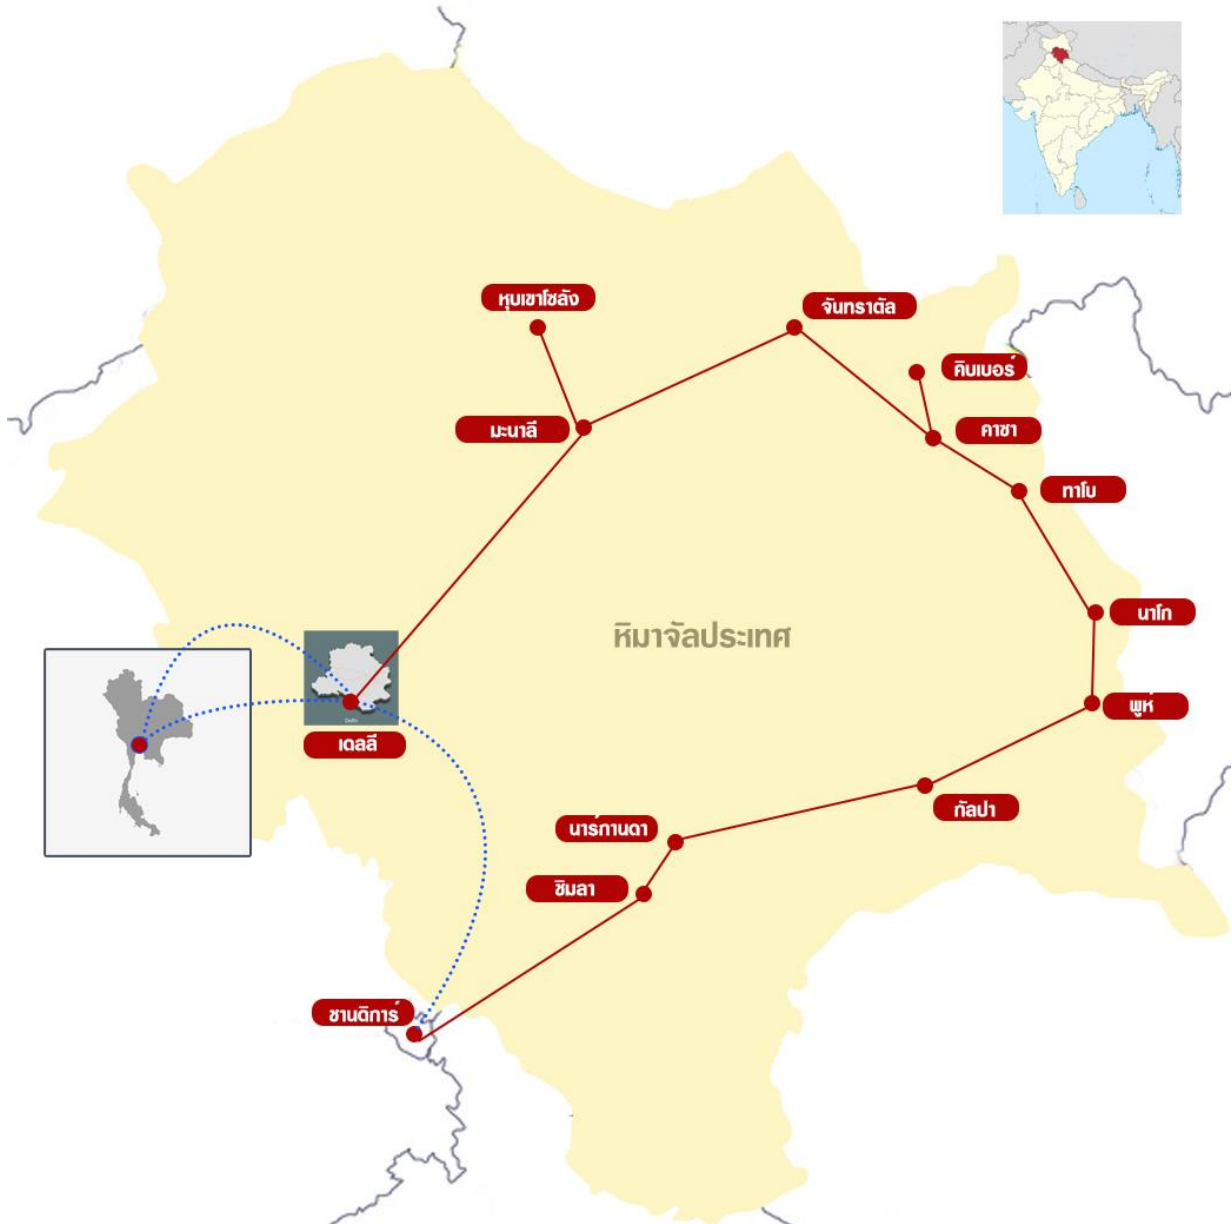 หุบเขาโซลัง
จันทราตัล
คิบเบอร์
มะนาลี
คาซา
ทาโบ
นาโก
หิมาจัลประเทศ
พูห์
Delhi
เดลลี
กัลปา
นาร์กานดา
ชิมลา
ชานดิการ์